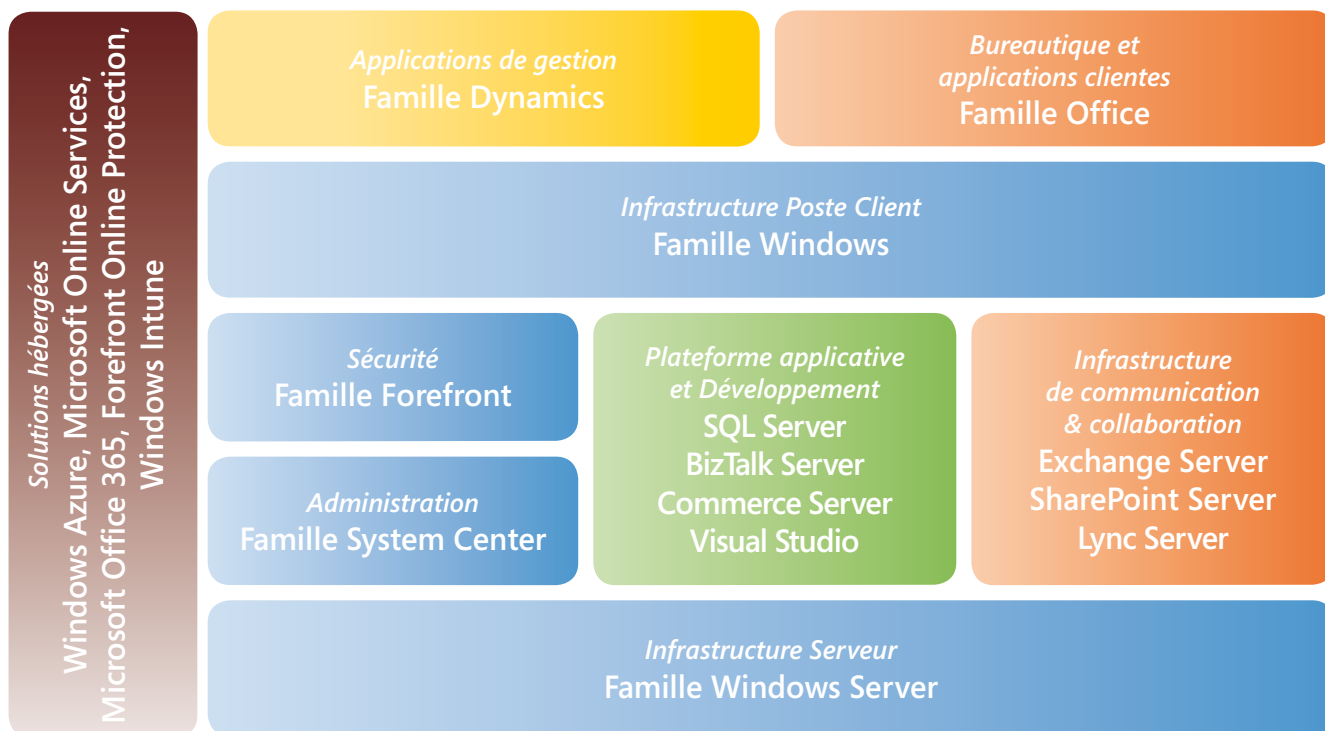 Solutions hébergées
Windows Azure, Microsoft Online Services,
Microsoft Office 365, Forefront Online Protection,
Windows Intune
Applications de gestion
Famille Dynamics
Bureautique et
applications clientes
Famille Office
Infrastructure Poste Client
Famille Windows
Sécurité
Famille Forefront
Administration
Famille System Center
Plateforme applicative
et Développement
SQL Server
BizTalk Server
Commerce Server
Visual Studio
Infrastructure
de communication
& collaboration
Exchange Server
SharePoint Server
Lync Server
Infrastructure Serveur
Famille Windows Server